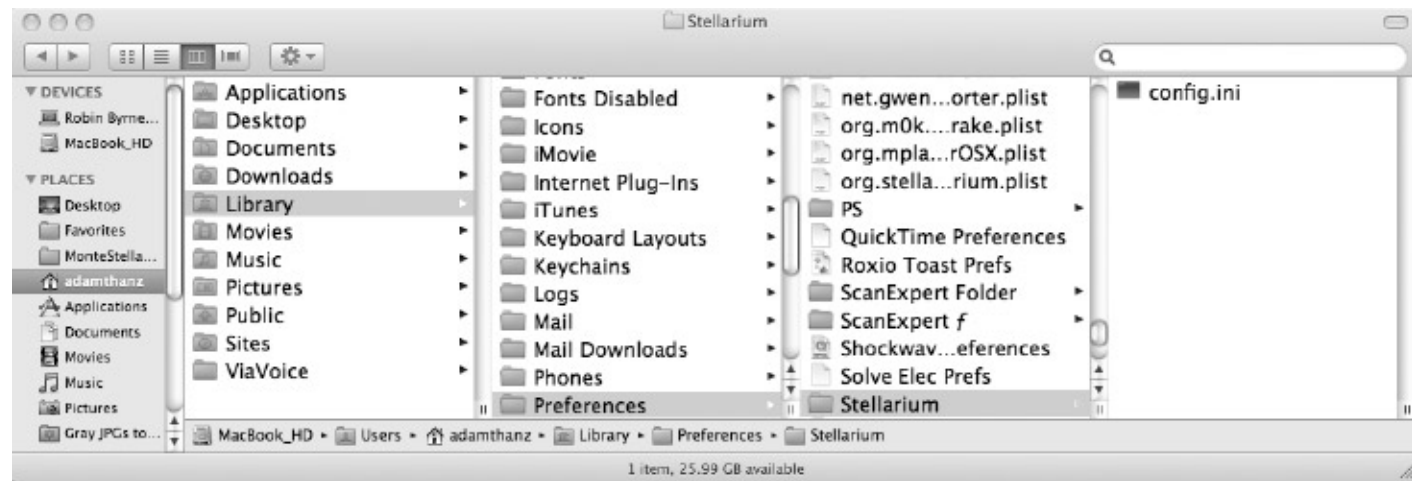 Stellarium
DEVICES
Robin Byrne...
MacBook_HD
PLACES
Desktop
Favorites
MonteStella...
adamthanz
Applications
Documents
Movies
Music
Pictures
Gray JPGs to...
Applications
Desktop
Documents
Downloads
Library
Movies
Music
Pictures
Public
Sites
ViaVoice
Fonts Disabled
Icons
iMovie
Internet Plug-Ins
iTunes
Keyboard Layouts
Keychains
Logs
Mail
Mail Downloads
Phones
Preferences
net.gwen...orter.plist
org.m0k....rake.plist
org.mpla...rOSX.plist
org.stella...rium.plist
PS
QuickTime Preferences
Roxio Toast Prefs
ScanExpert Folder
ScanExpert ƒ
Shockwav...eferences
Solve Elec Prefs
Stellarium
config.ini
MacBook_HD ▸ Users ▸ adamthanz ▸ Library ▸ Preferences ▸ Stellarium
1 item, 25.99 GB available